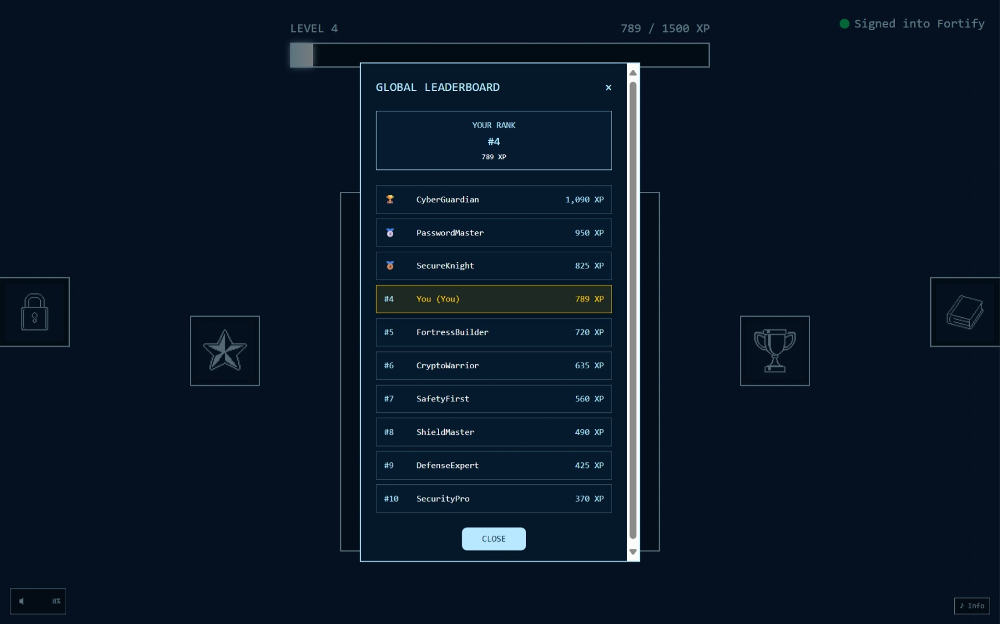 LEVEL 4
789 / 1500 XP
Signed into Fortify
GLOBAL LEADERBOARD
×
YOUR RANK
#4
789 XP
CyberGuardian 1,090 XP
PasswordMaster 950 XP
SecureKnight 825 XP
#4 You (You) 789 XP
#5 FortressBuilder 720 XP
#6 CryptoWarrior 635 XP
#7 SafetyFirst 560 XP
#8 ShieldMaster 490 XP
#9 DefenseExpert 425 XP
#10 SecurityPro 370 XP
CLOSE
8%
♪ Info